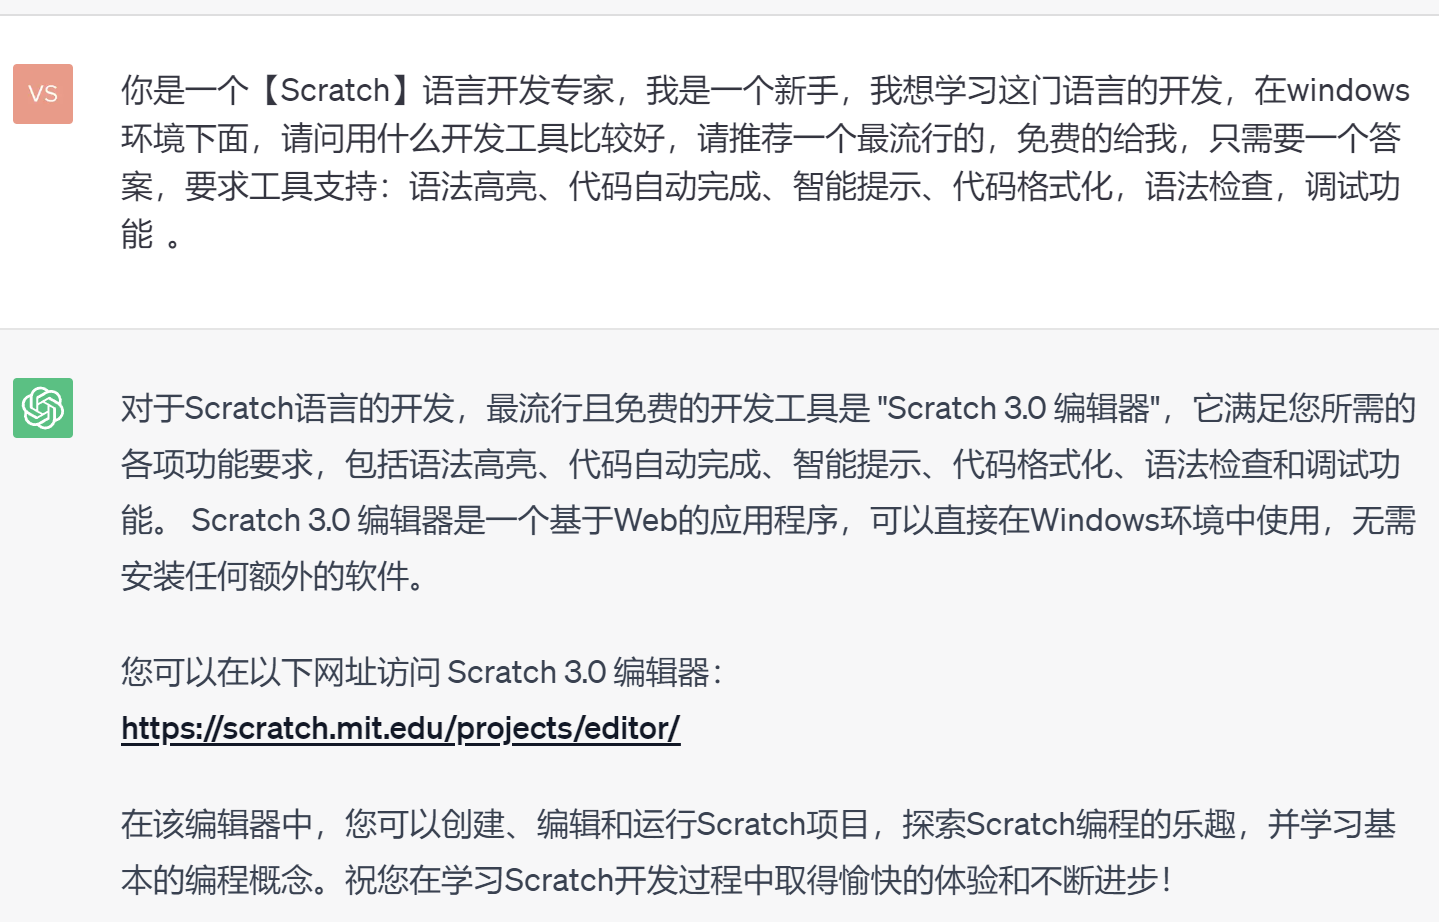 VS
你是一个【Scratch】语言开发专家，我是一个新手，我想学习这门语言的开发，在windows
环境下面，请问用什么开发工具比较好，请推荐一个最流行的，免费的给我，只需要一个答
案，要求工具支持：语法高亮、代码自动完成、智能提示、代码格式化，语法检查，调试功
能 。
对于Scratch语言的开发，最流行且免费的开发工具是 "Scratch 3.0 编辑器"，它满足您所需的
各项功能要求，包括语法高亮、代码自动完成、智能提示、代码格式化、语法检查和调试功
能。 Scratch 3.0 编辑器是一个基于Web的应用程序，可以直接在Windows环境中使用，无需
安装任何额外的软件。
您可以在以下网址访问 Scratch 3.0 编辑器：
https://scratch.mit.edu/projects/editor/
在该编辑器中，您可以创建、编辑和运行Scratch项目，探索Scratch编程的乐趣，并学习基
本的编程概念。祝您在学习Scratch开发过程中取得愉快的体验和不断进步！